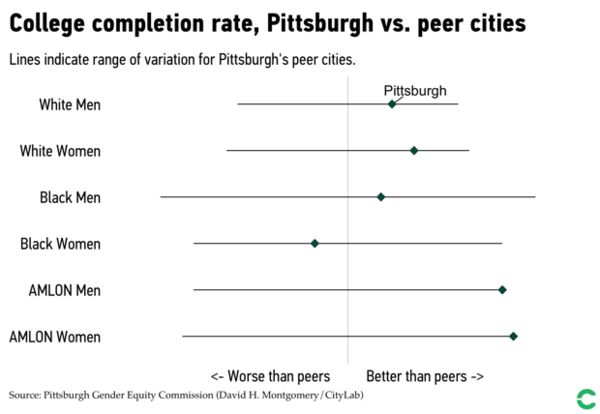 College completion rate, Pittsburgh vs. peer cities
Lines indicate range of variation for Pittsburgh's peer cities.
Pittsburgh
White Men
White Women
Black Men
Black Women
AMLON Men
AMLON Women
<- Worse than peers Better than peers ->
Source: Pittsburgh Gender Equity Commission (David H. Montgomery/CityLab)